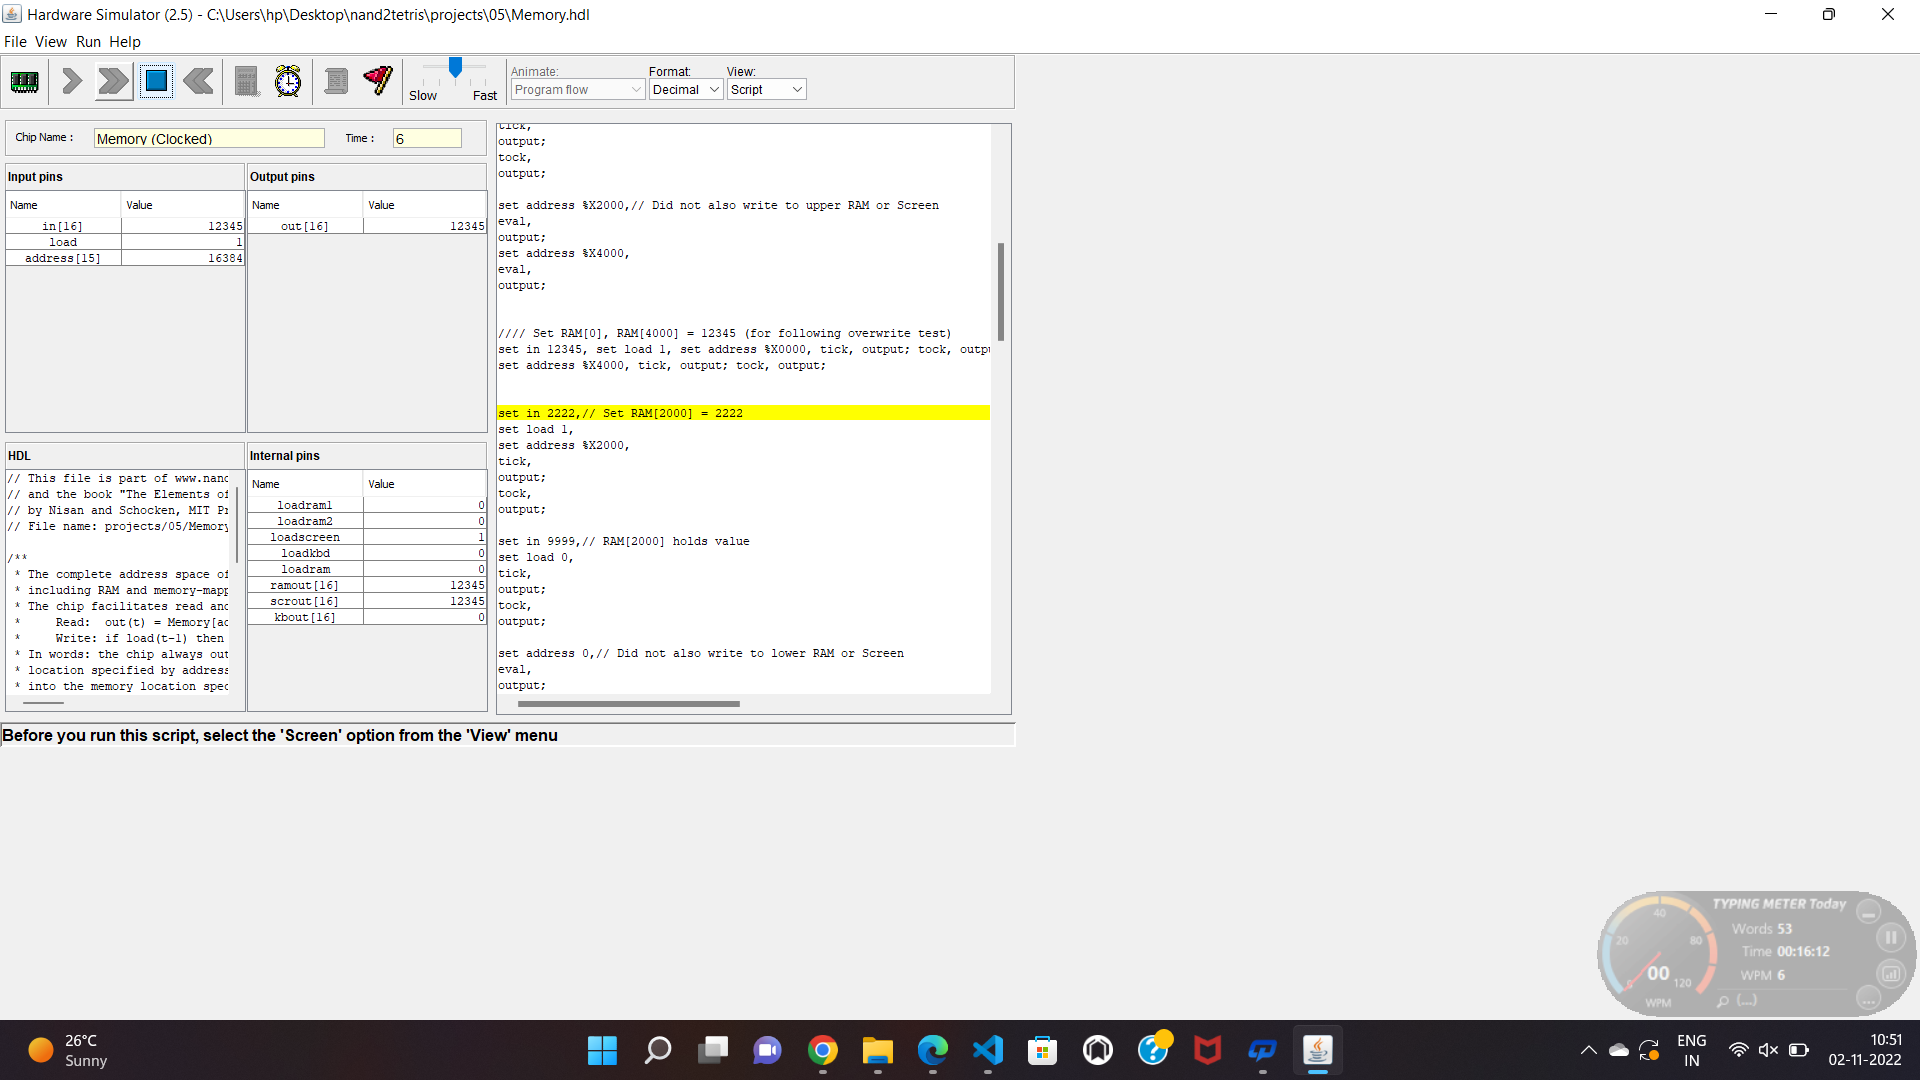 Hardware Simulator (2.5) - C:\Users\hp\Desktop\nand2tetris\projects\05\Memory.hdl
File View Run Help
Slow Fast
Animate:
Program flow
Format:
Decimal
View:
Script
Chip Name : Memory (Clocked) Time : 6
Input pins
Name Value
in[16] 12345
load 1
address[15] 16384
Output pins
Name Value
out[16] 12345
HDL
// This file is part of www.nand
// and the book "The Elements of
// by Nisan and Schocken, MIT Pr
// File name: projects/05/Memory
/**
* The complete address space of
* including RAM and memory-mapp
* The chip facilitates read and
* Read: out(t) = Memory[ad
* Write: if load(t-1) then
* In words: the chip always out
* location specified by address
* into the memory location spec
Internal pins
Name Value
loadram1 0
loadram2 0
loadscreen 1
loadkbd 0
loadram 0
ramout[16] 12345
scrout[16] 12345
kbout[16] 0
tick,
output;
tock,
output;
set address %X2000,// Did not also write to upper RAM or Screen
eval,
output;
set address %X4000,
eval,
output;
//// Set RAM[0], RAM[4000] = 12345 (for following overwrite test)
set in 12345, set load 1, set address %X0000, tick, output; tock, outpu
set address %X4000, tick, output; tock, output;
set in 2222,// Set RAM[2000] = 2222
set load 1,
set address %X2000,
tick,
output;
tock,
output;
set in 9999,// RAM[2000] holds value
set load 0,
tick,
output;
tock,
output;
set address 0,// Did not also write to lower RAM or Screen
eval,
output;
Before you run this script, select the 'Screen' option from the 'View' menu
TYPING METER Today
Words 53
Time 00:16:12
WPM 6
0 20 40 80 120
00
WPM
(...)
26°C
Sunny
ENG
IN
10:51
02-11-2022